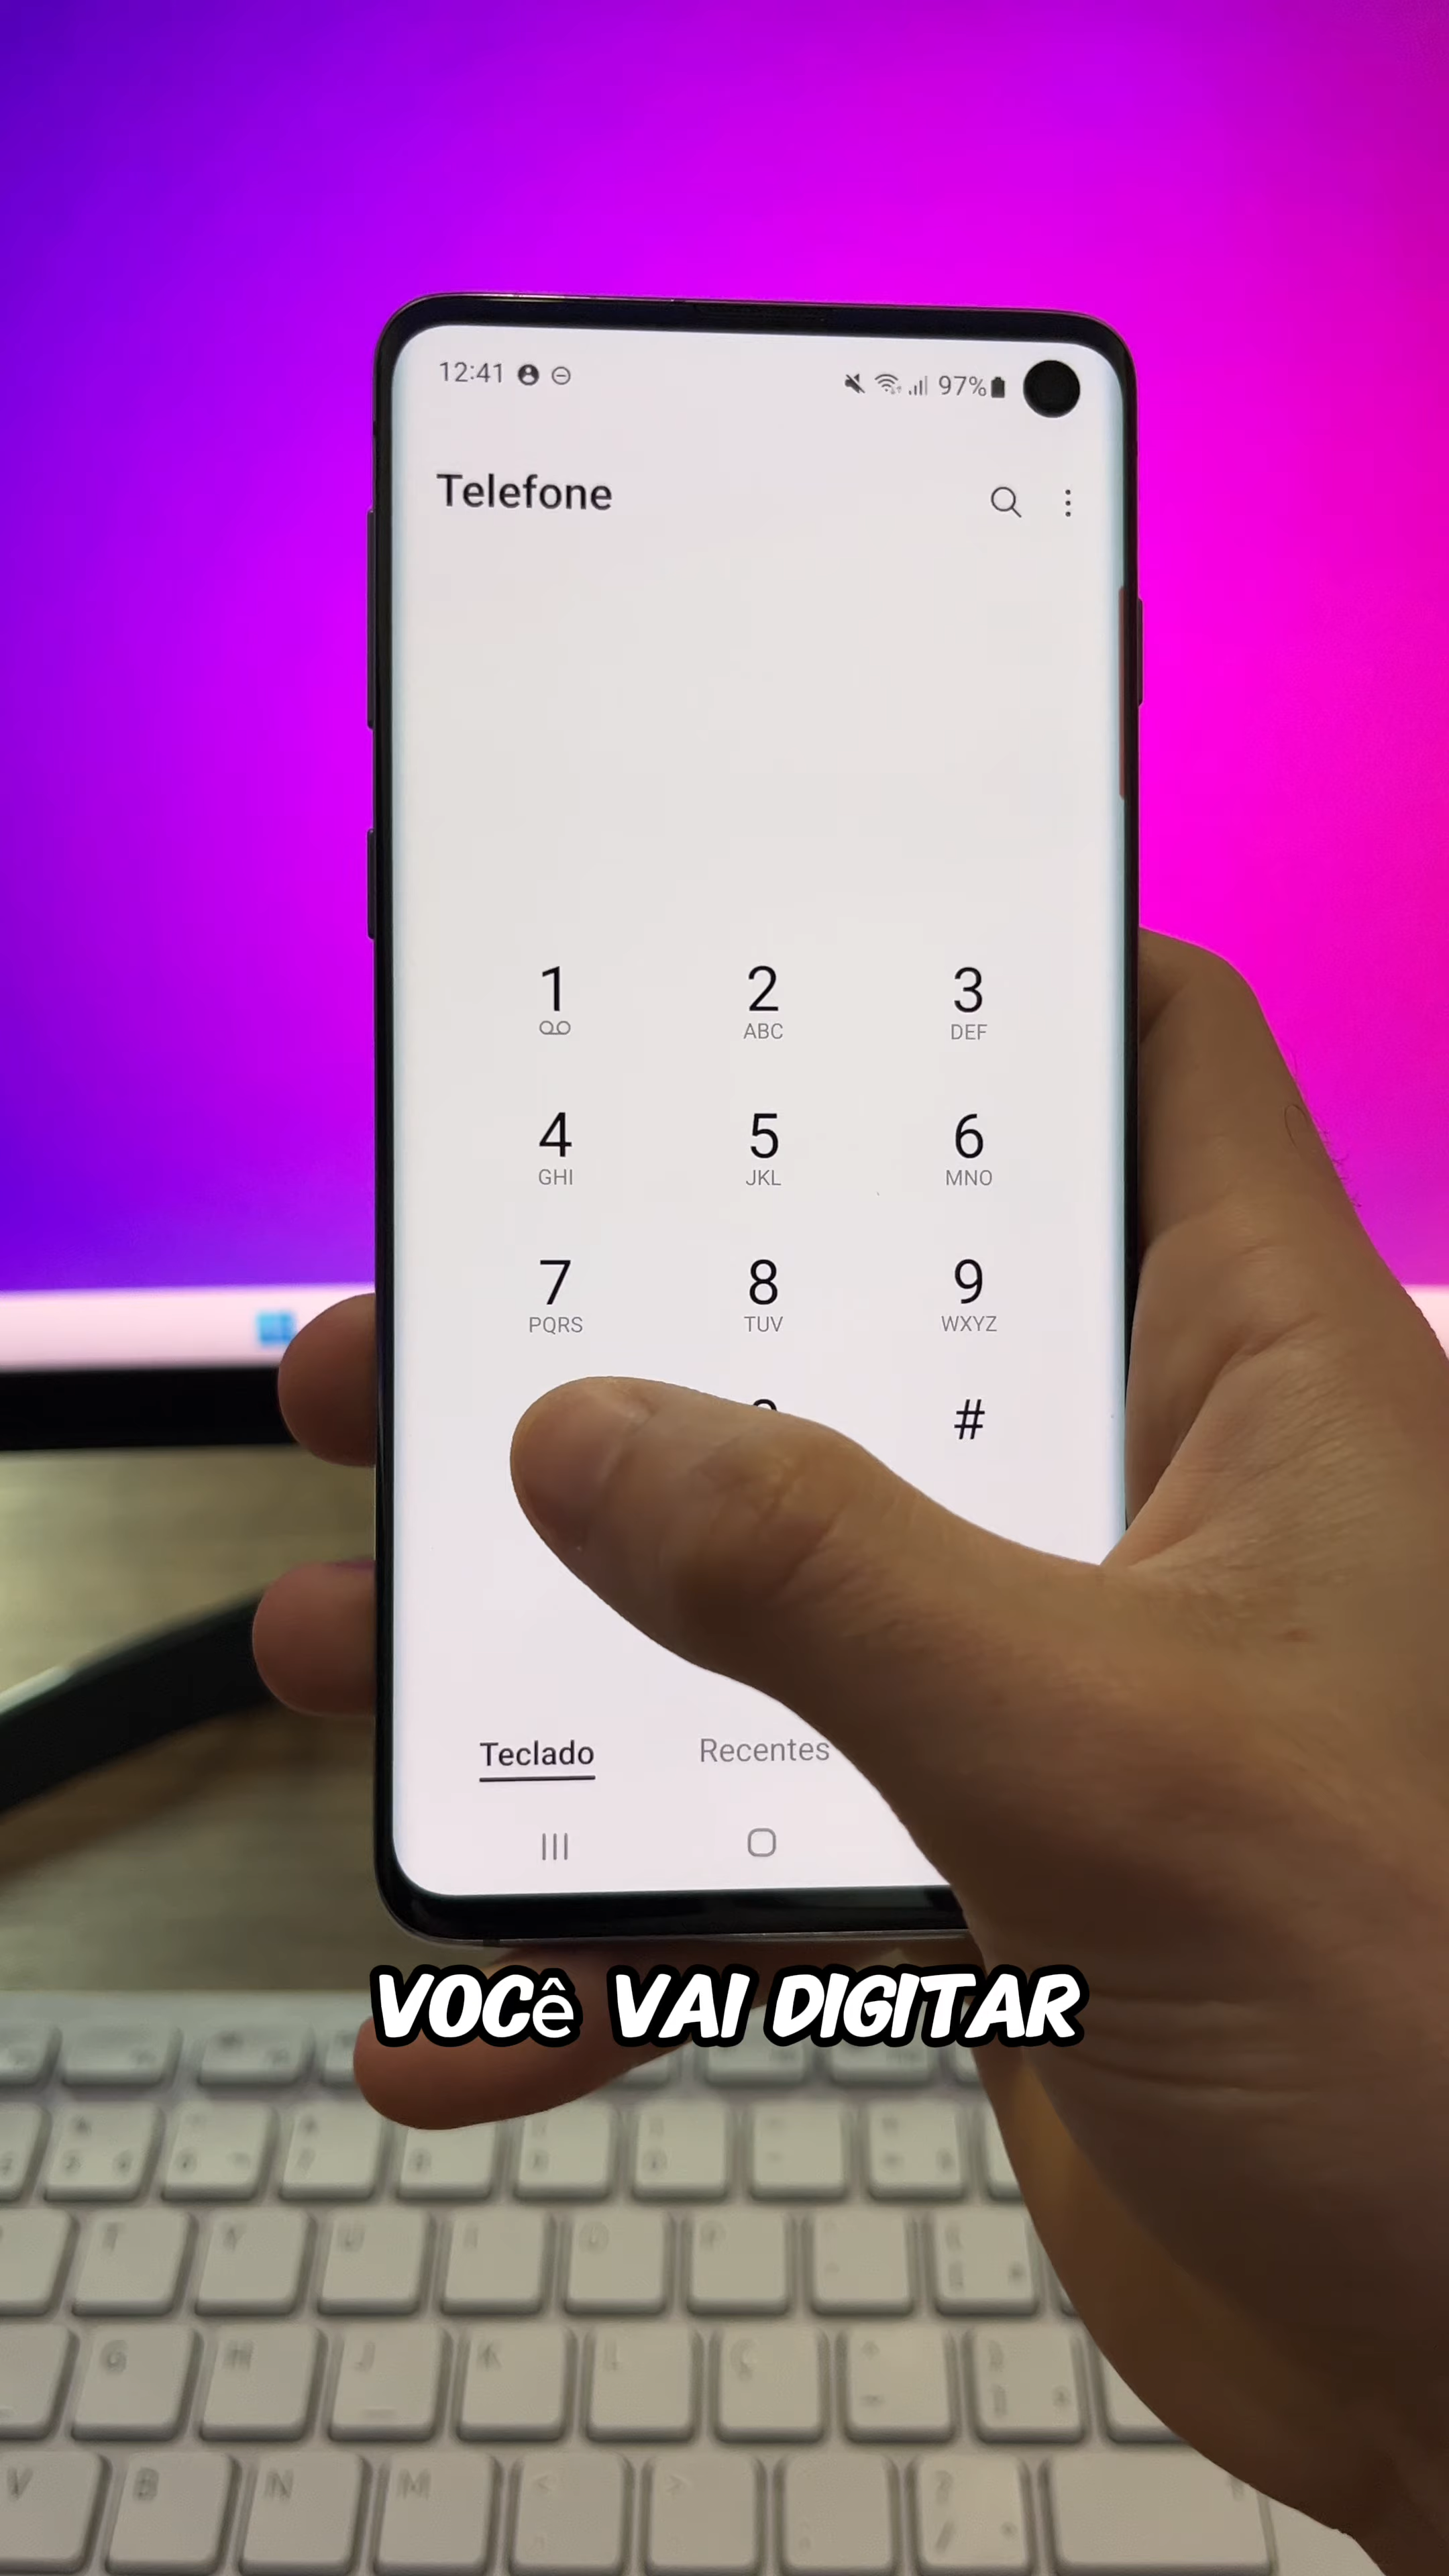 12:41 97%
Telefone
1 2 3
ABC DEF
4 5 6
GHI JKL MNO
7 8 9
PQRS TUV WXYZ
#
Teclado Recentes
VOCÊ VAI DIGITAR
T Y U I O P
G H J K L Ç
V B N M < >